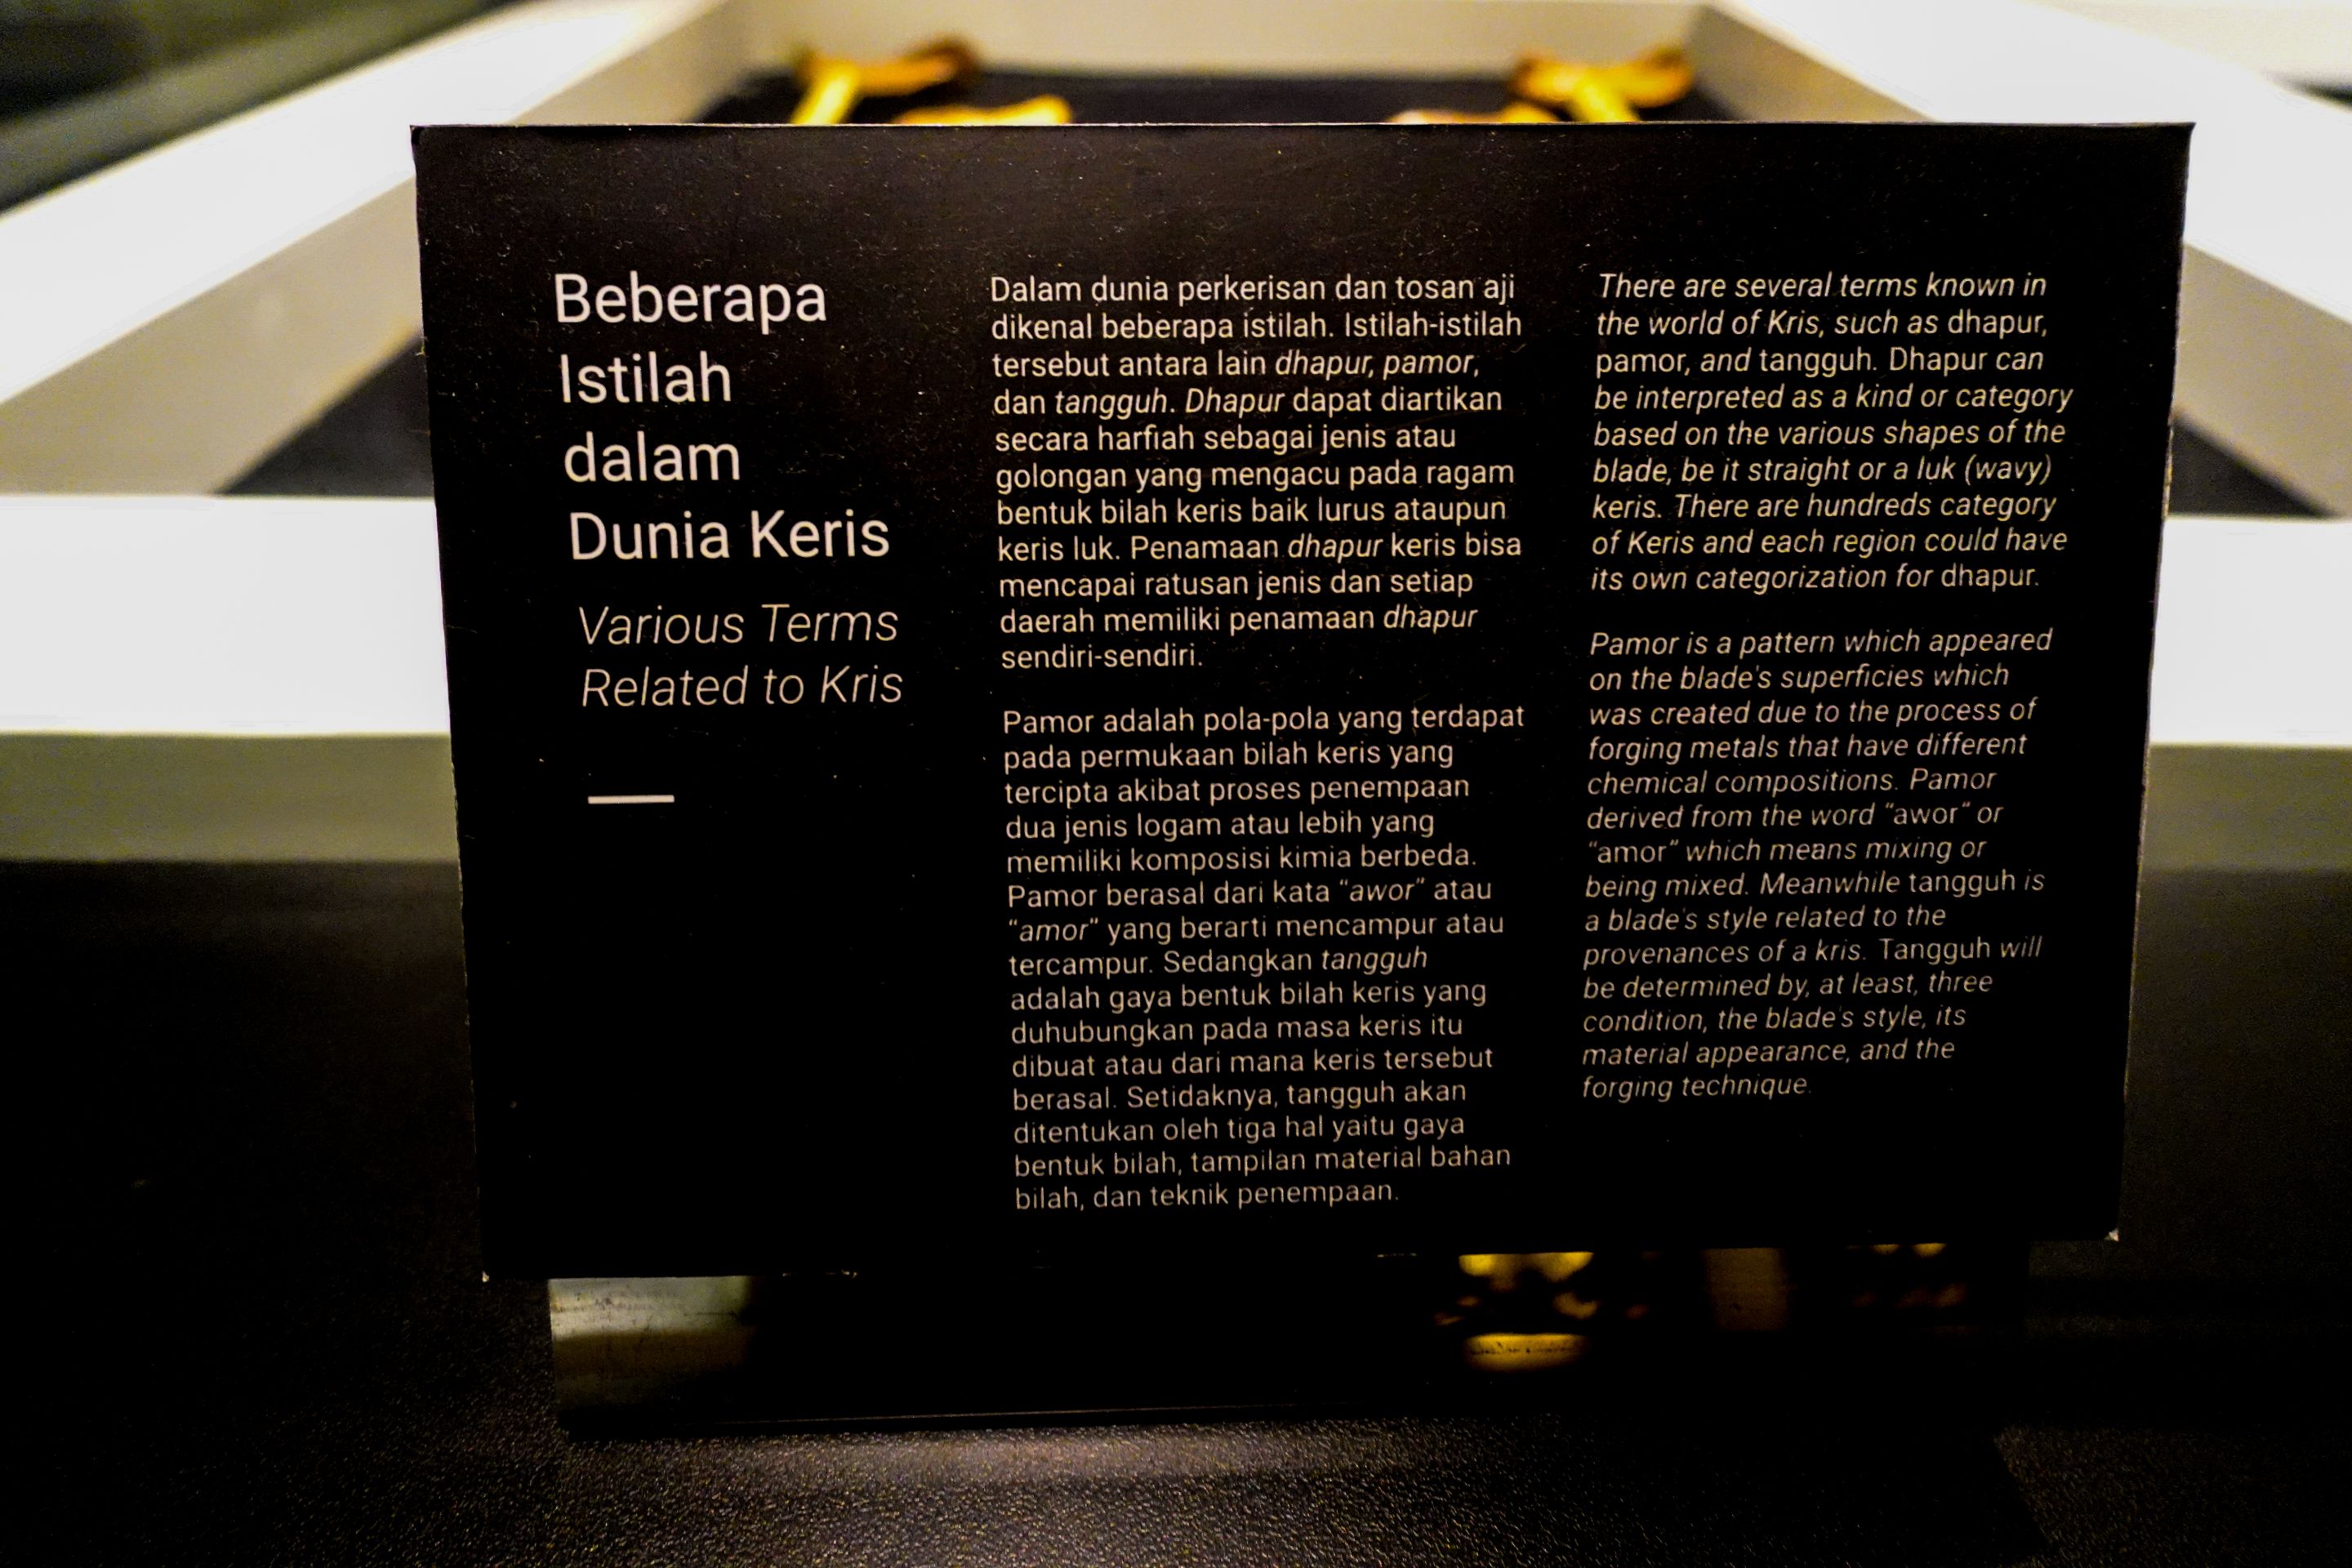 Beberapa
Istilah
dalam
Dunia Keris
Various Terms
Related to Kris
Dalam dunia perkerisan dan tosan aji
dikenal beberapa istilah. Istilah-istilah
tersebut antara lain dhapur, pamor,
dan tangguh. Dhapur dapat diartikan
secara harfiah sebagai jenis atau
golongan yang mengacu pada ragam
bentuk bilah keris baik lurus ataupun
keris luk. Penamaan dhapur keris bisa
mencapai ratusan jenis dan setiap
daerah memiliki penamaan dhapur
sendiri-sendiri.
Pamor adalah pola-pola yang terdapat
pada permukaan bilah keris yang
tercipta akibat proses penempaan
dua jenis logam atau lebih yang
memiliki komposisi kimia berbeda.
Pamor berasal dari kata “awor” atau
“amor” yang berarti mencampur atau
tercampur. Sedangkan tangguh
adalah gaya bentuk bilah keris yang
duhubungkan pada masa keris itu
dibuat atau dari mana keris tersebut
berasal. Setidaknya, tangguh akan
ditentukan oleh tiga hal yaitu gaya
bentuk bilah, tampilan material bahan
bilah, dan teknik penempaan.
There are several terms known in
the world of Kris, such as dhapur,
pamor, and tangguh. Dhapur can
be interpreted as a kind or category
based on the various shapes of the
blade, be it straight or a luk (wavy)
keris. There are hundreds category
of Keris and each region could have
its own categorization for dhapur.
Pamor is a pattern which appeared
on the blade's superficies which
was created due to the process of
forging metals that have different
chemical compositions. Pamor
derived from the word “awor” or
“amor” which means mixing or
being mixed. Meanwhile tangguh is
a blade's style related to the
provenances of a kris. Tangguh will
be determined by, at least, three
condition, the blade's style, its
material appearance, and the
forging technique.